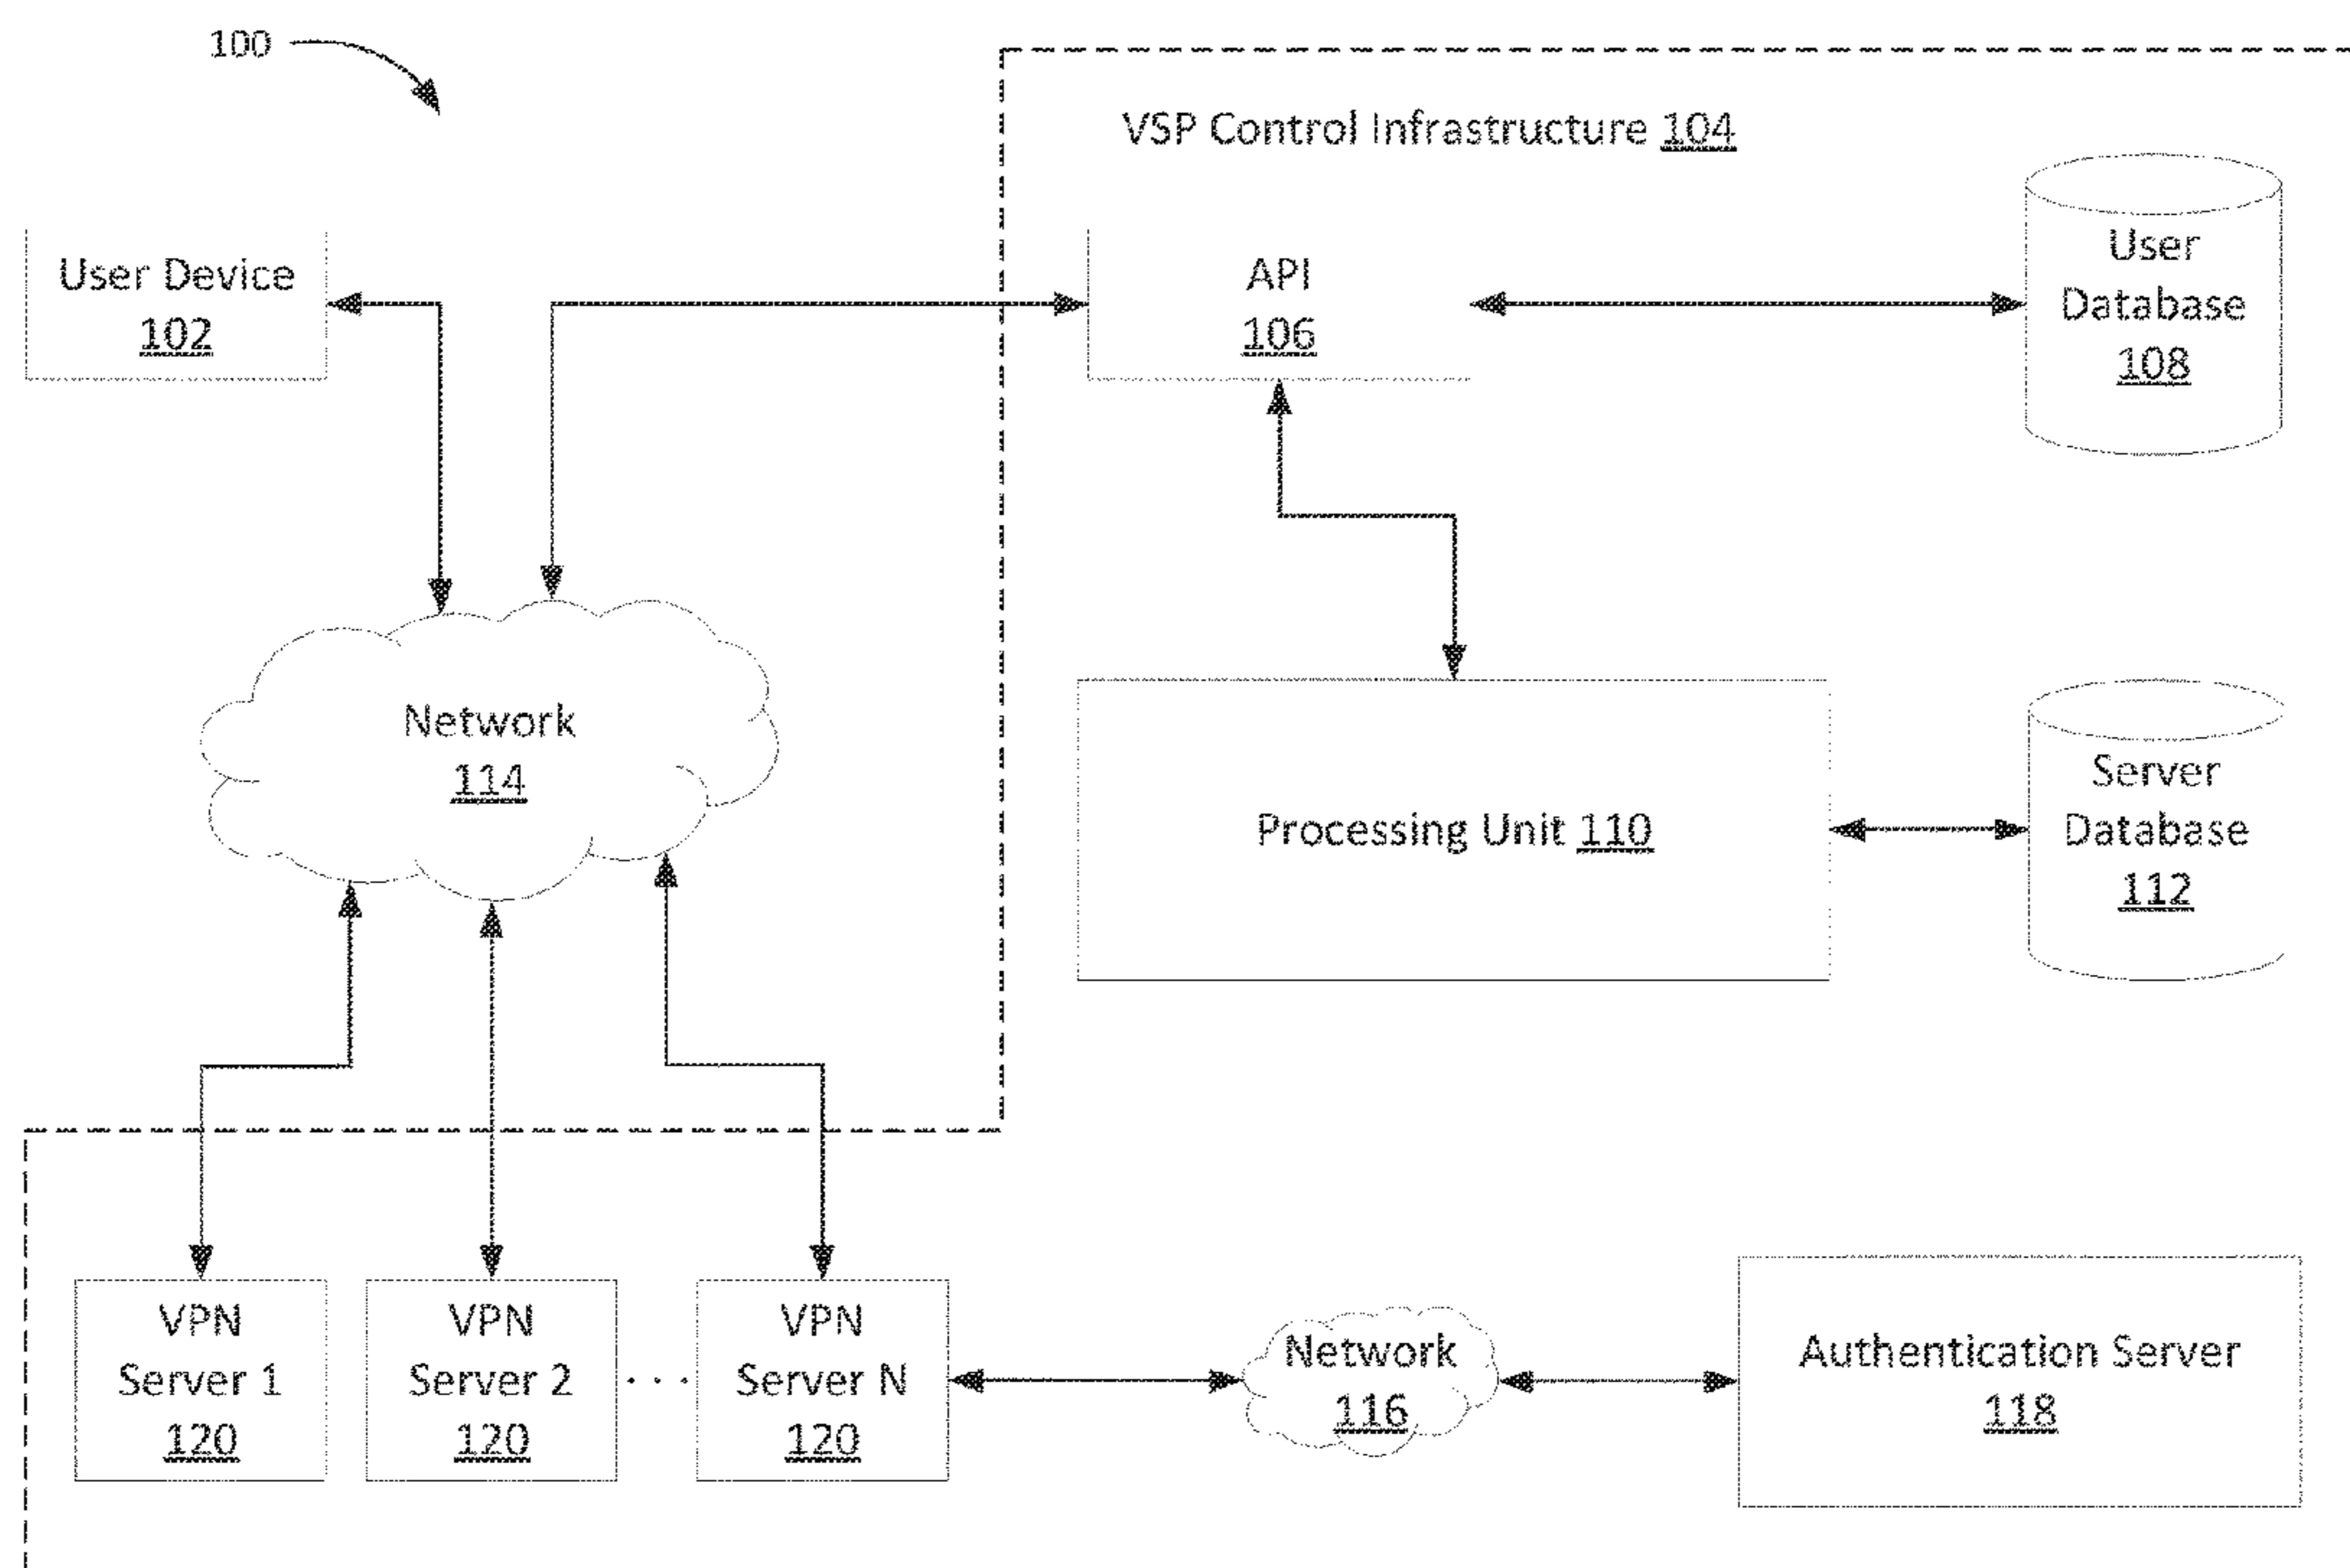 100
VSP Control Infrastructure 104
User Device
102
API
106
User
Database
108
Network
114
Processing Unit 110
Server
Database
112
VPN
Server 1
120
VPN
Server 2
120
. . .
VPN
Server N
120
Network
116
Authentication Server
118